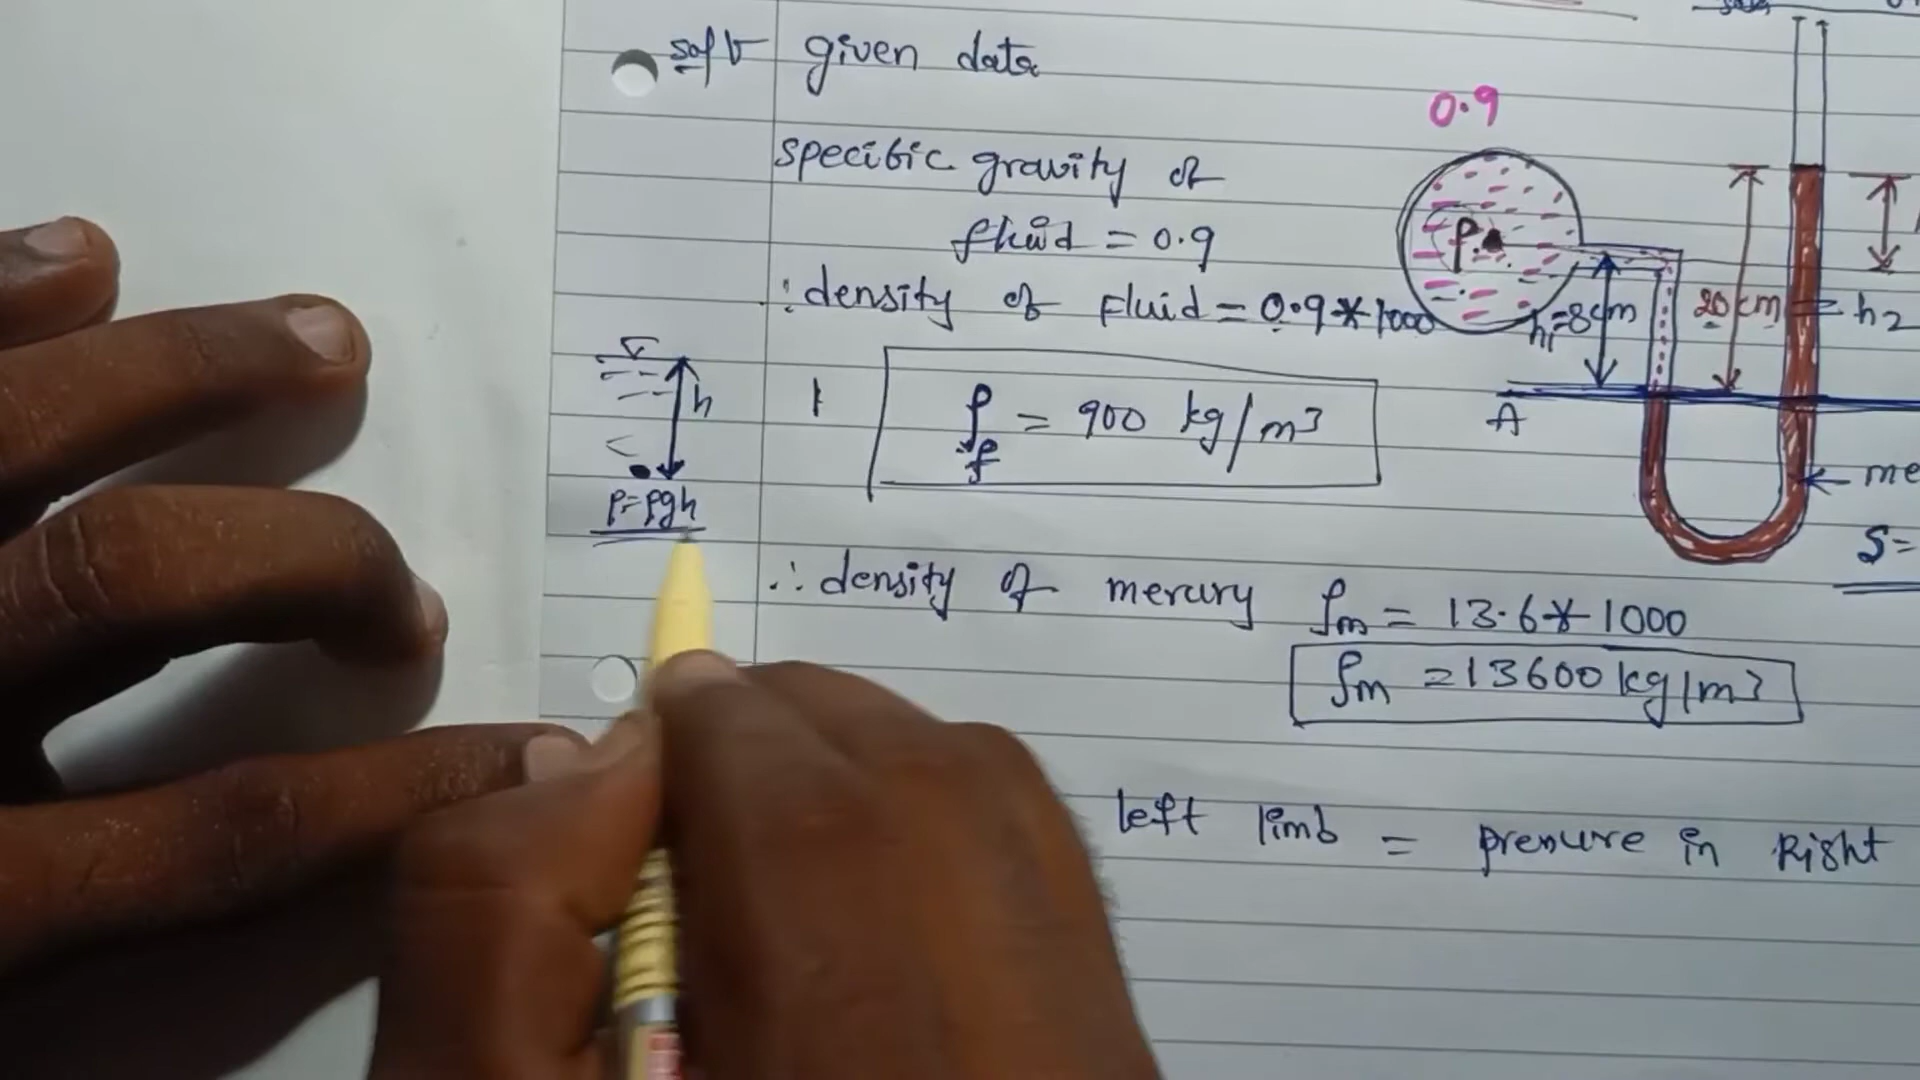 given data
0.9
specific gravity of
fluid = 0.9
∴ density of fluid = 0.9*1000
ρf = 900 kg/m³
h
P=ρgh
∴ density of mercury ρm = 13.6*1000
ρm = 13600 kg/m³
left limb = pressure in Right
P
h₁=8cm
20 cm
= h₂
A
S=